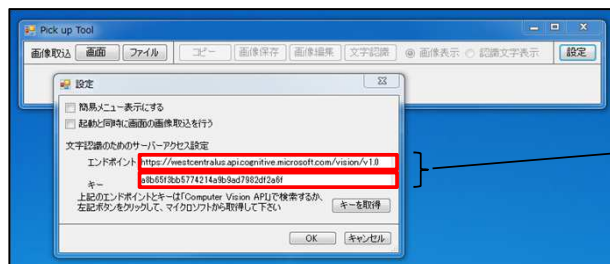 Pick up Tool
画像取込 画面 ファイル コピー 画像保存 画像編集 文字認識 画像表示 認識文字表示 設定
設定
簡易メニュー表示にする
起動と同時に画面の画像取込を行う
文字認識のためのサーバーアクセス設定
エンドポイント https://westcentralus.api.cognitive.microsoft.com/vision/v1.0
キー a8b65f3bb5774214a9b9ad7982df2a6f
上記のエンドポイントとキーは「Computer Vision API」で検索するか、
左記ボタンをクリックして、マイクロソフトから取得して下さい キーを取得
OK キャンセル